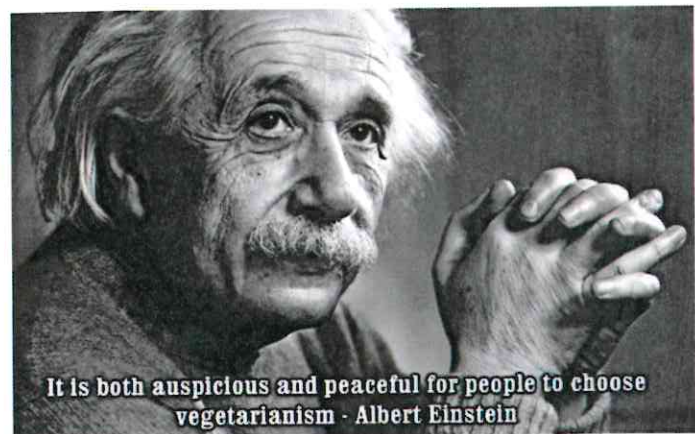 It is both auspicious and peaceful for people to choose
vegetarianism - Albert Einstein